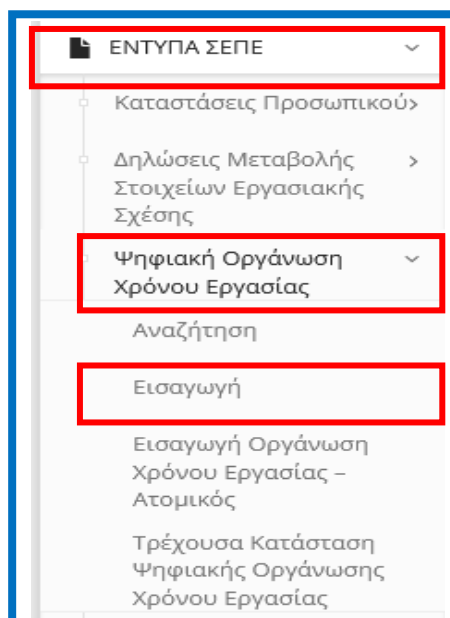 ΕΝΤΥΠΑ ΣΕΠΕ
Καταστάσεις Προσωπικού
Δηλώσεις Μεταβολής
Στοιχείων Εργασιακής
Σχέσης
Ψηφιακή Οργάνωση
Χρόνου Εργασίας
Αναζήτηση
Εισαγωγή
Εισαγωγή Οργάνωση
Χρόνου Εργασίας –
Ατομικός
Τρέχουσα Κατάσταση
Ψηφιακής Οργάνωσης
Χρόνου Εργασίας